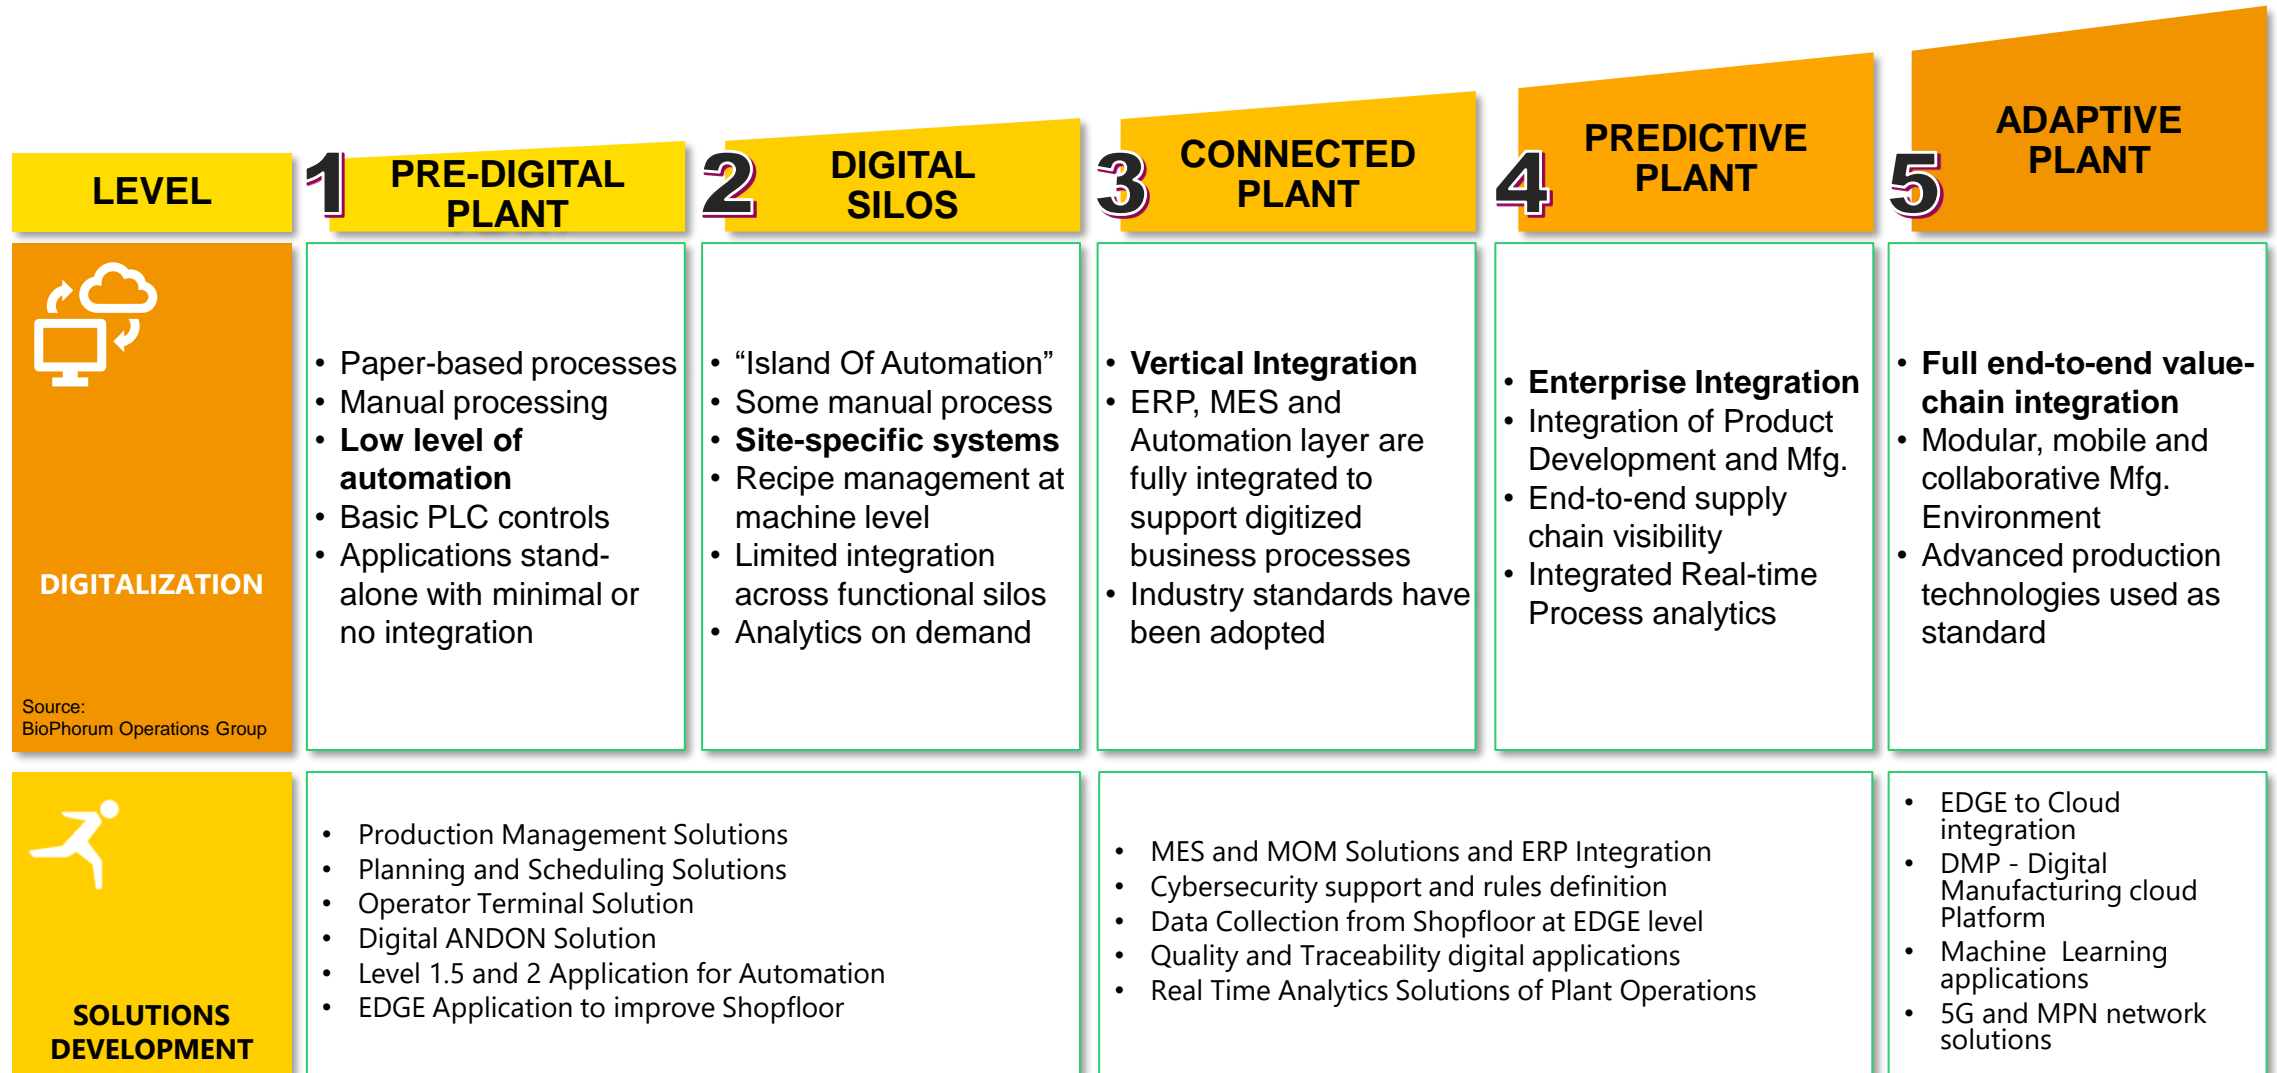 LEVEL
1
PRE-DIGITAL
PLANT
2
DIGITAL
SILOS
3
CONNECTED
PLANT
4
PREDICTIVE
PLANT
5
ADAPTIVE
PLANT
DIGITALIZATION
Source:
BioPhorum Operations Group
• Paper-based processes
• Manual processing
• Low level of
automation
• Basic PLC controls
• Applications stand-
alone with minimal or
no integration
• “Island Of Automation”
• Some manual process
• Site-specific systems
• Recipe management at
machine level
• Limited integration
across functional silos
• Analytics on demand
• Vertical Integration
• ERP, MES and
Automation layer are
fully integrated to
support digitized
business processes
• Industry standards have
been adopted
• Enterprise Integration
• Integration of Product
Development and Mfg.
• End-to-end supply
chain visibility
• Integrated Real-time
Process analytics
• Full end-to-end value-
chain integration
• Modular, mobile and
collaborative Mfg.
Environment
• Advanced production
technologies used as
standard
SOLUTIONS
DEVELOPMENT
• Production Management Solutions
• Planning and Scheduling Solutions
• Operator Terminal Solution
• Digital ANDON Solution
• Level 1.5 and 2 Application for Automation
• EDGE Application to improve Shopfloor
• MES and MOM Solutions and ERP Integration
• Cybersecurity support and rules definition
• Data Collection from Shopfloor at EDGE level
• Quality and Traceability digital applications
• Real Time Analytics Solutions of Plant Operations
• EDGE to Cloud
integration
• DMP - Digital
Manufacturing cloud
Platform
• Machine Learning
applications
• 5G and MPN network
solutions